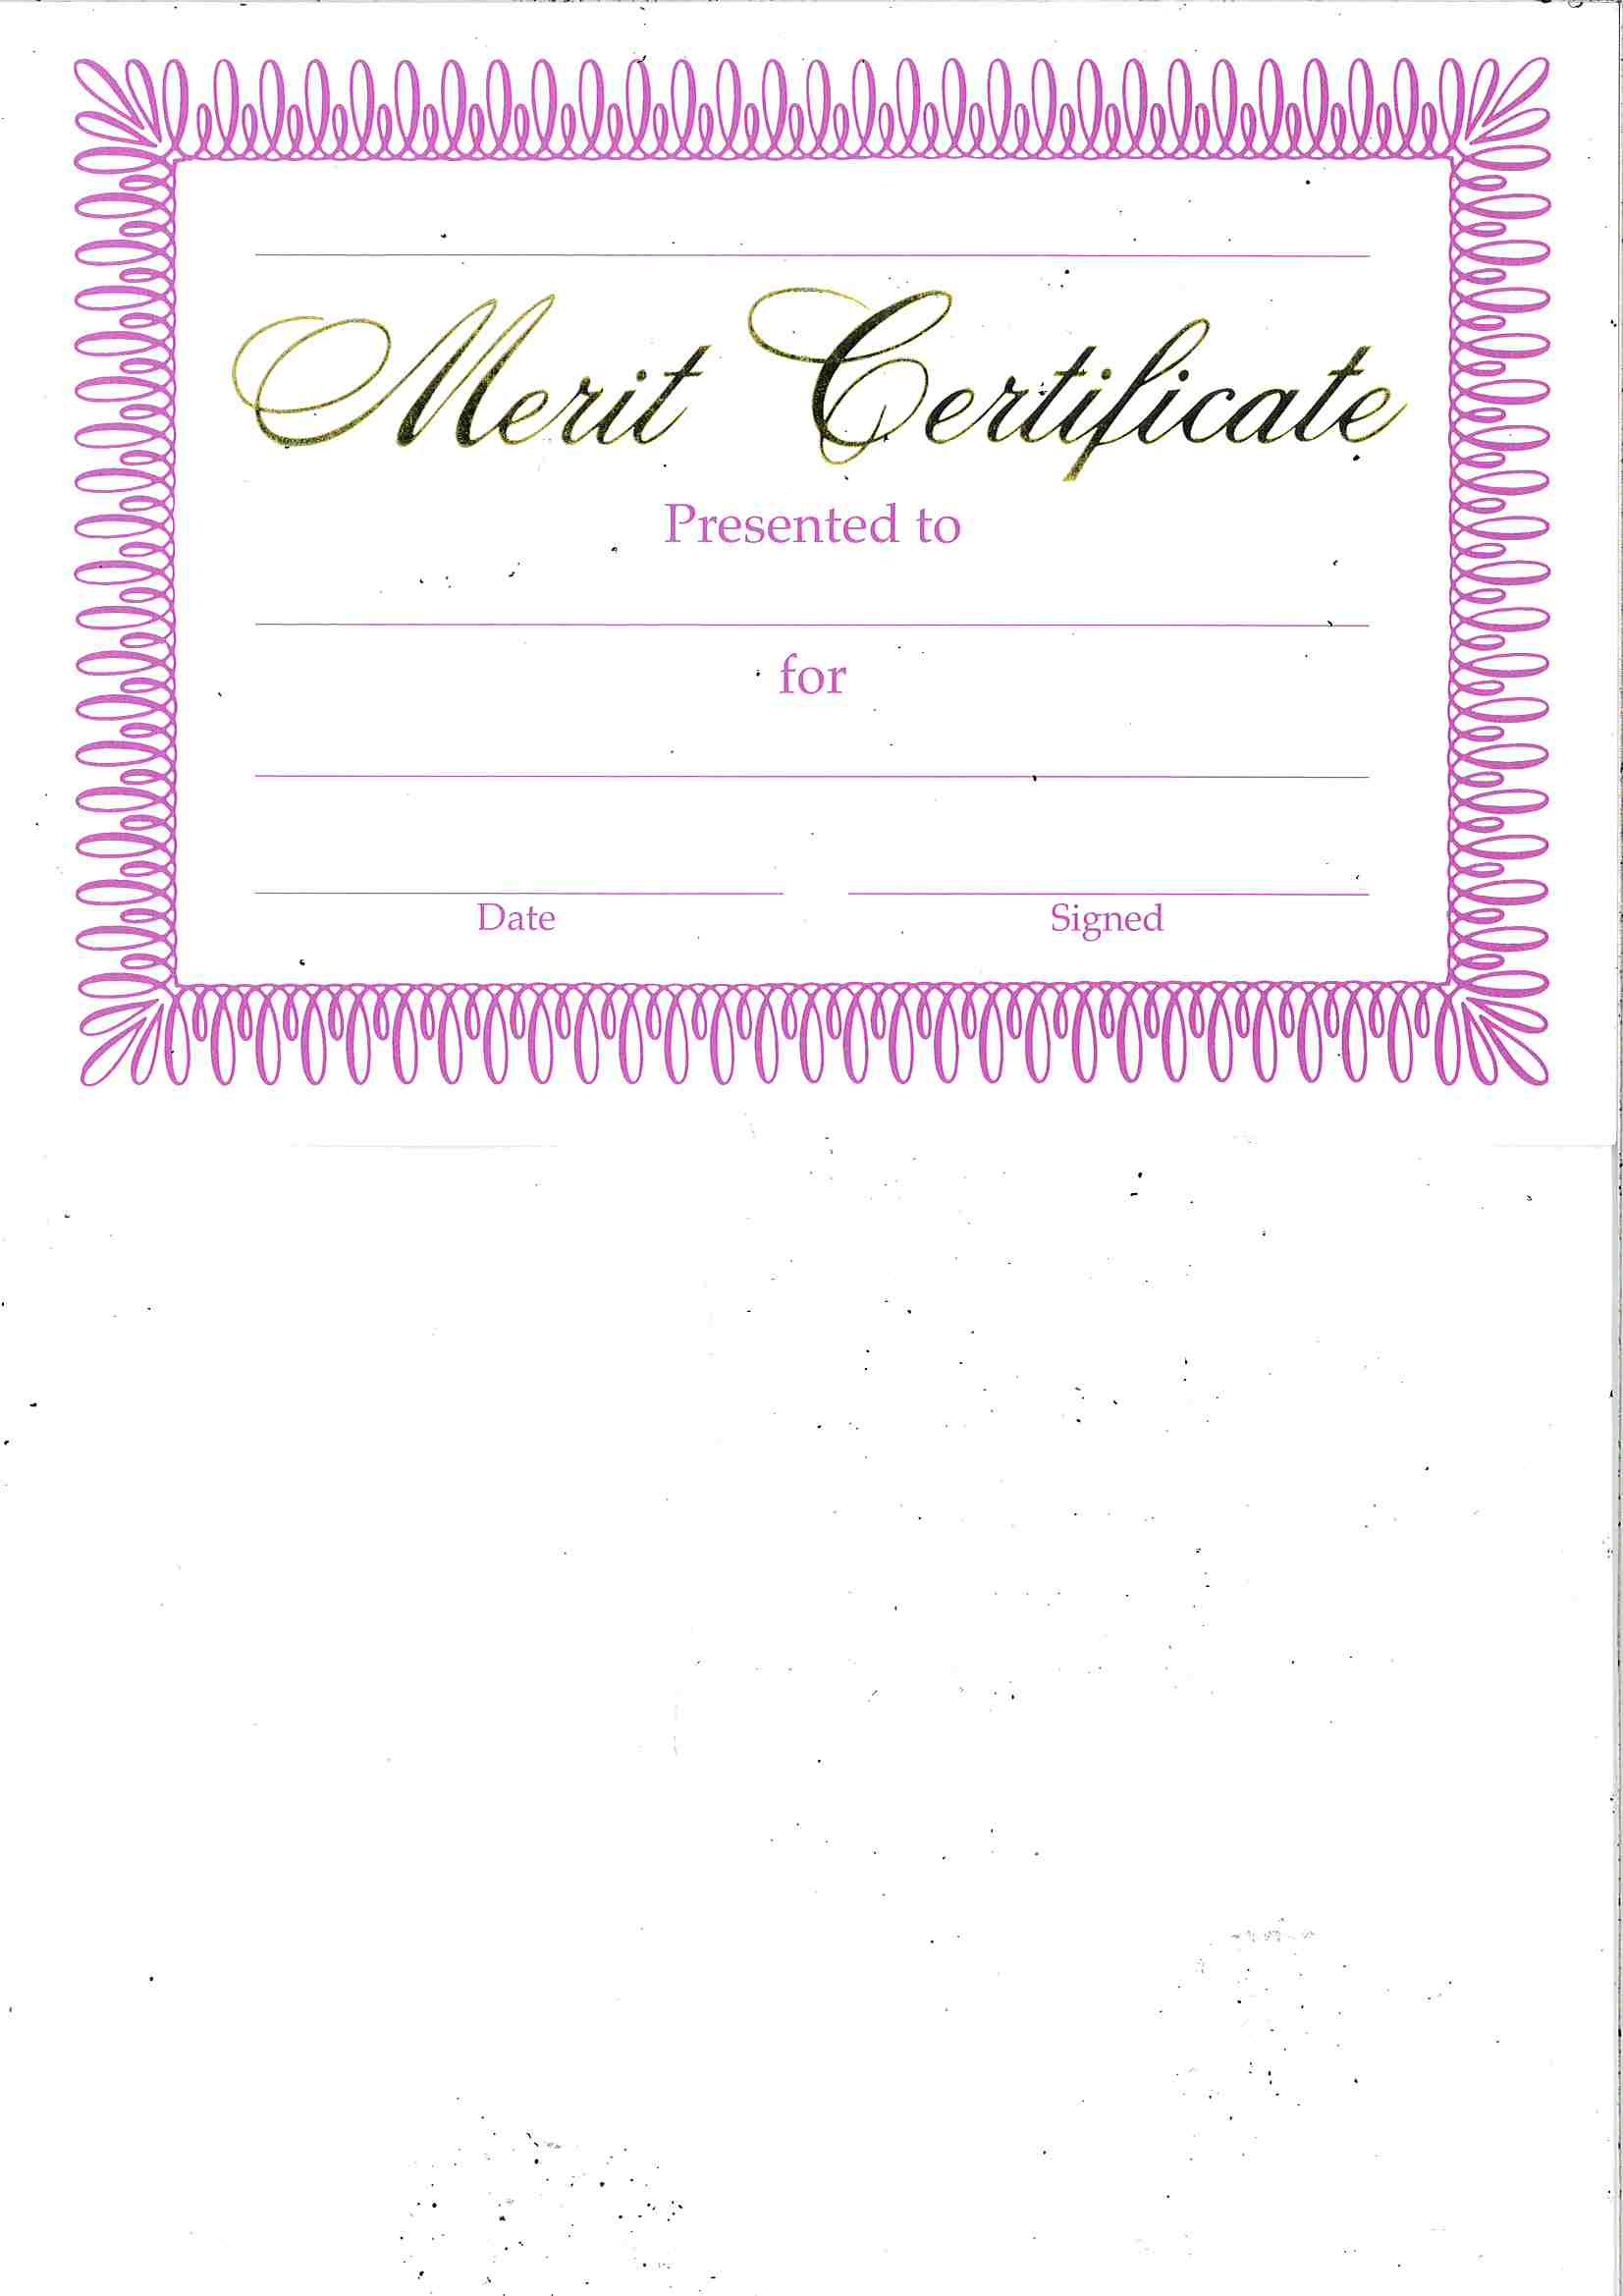 Merit Certificate
Presented to
for
Date Signed